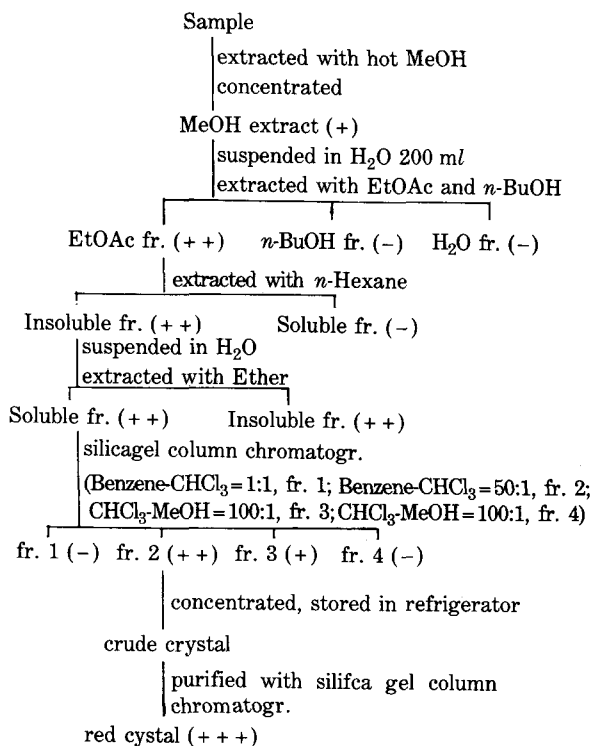 Sample
extracted with hot MeOH
concentrated
MeOH extract (+)
suspended in H₂O 200 ml
extracted with EtOAc and n-BuOH
EtOAc fr. (++) n-BuOH fr. (-) H₂O fr. (-)
extracted with n-Hexane
Insoluble fr. (++) Soluble fr. (-)
suspended in H₂O
extracted with Ether
Soluble fr. (++) Insoluble fr. (++)
silicagel column chromatogr.
(Benzene-CHCl₃=1:1, fr. 1; Benzene-CHCl₃=50:1, fr. 2;
CHCl₃-MeOH=100:1, fr. 3; CHCl₃-MeOH=100:1, fr. 4)
fr. 1 (-) fr. 2 (++) fr. 3 (+) fr. 4 (-)
concentrated, stored in refrigerator
crude crystal
purified with silifca gel column
chromatogr.
red cystal (+++)